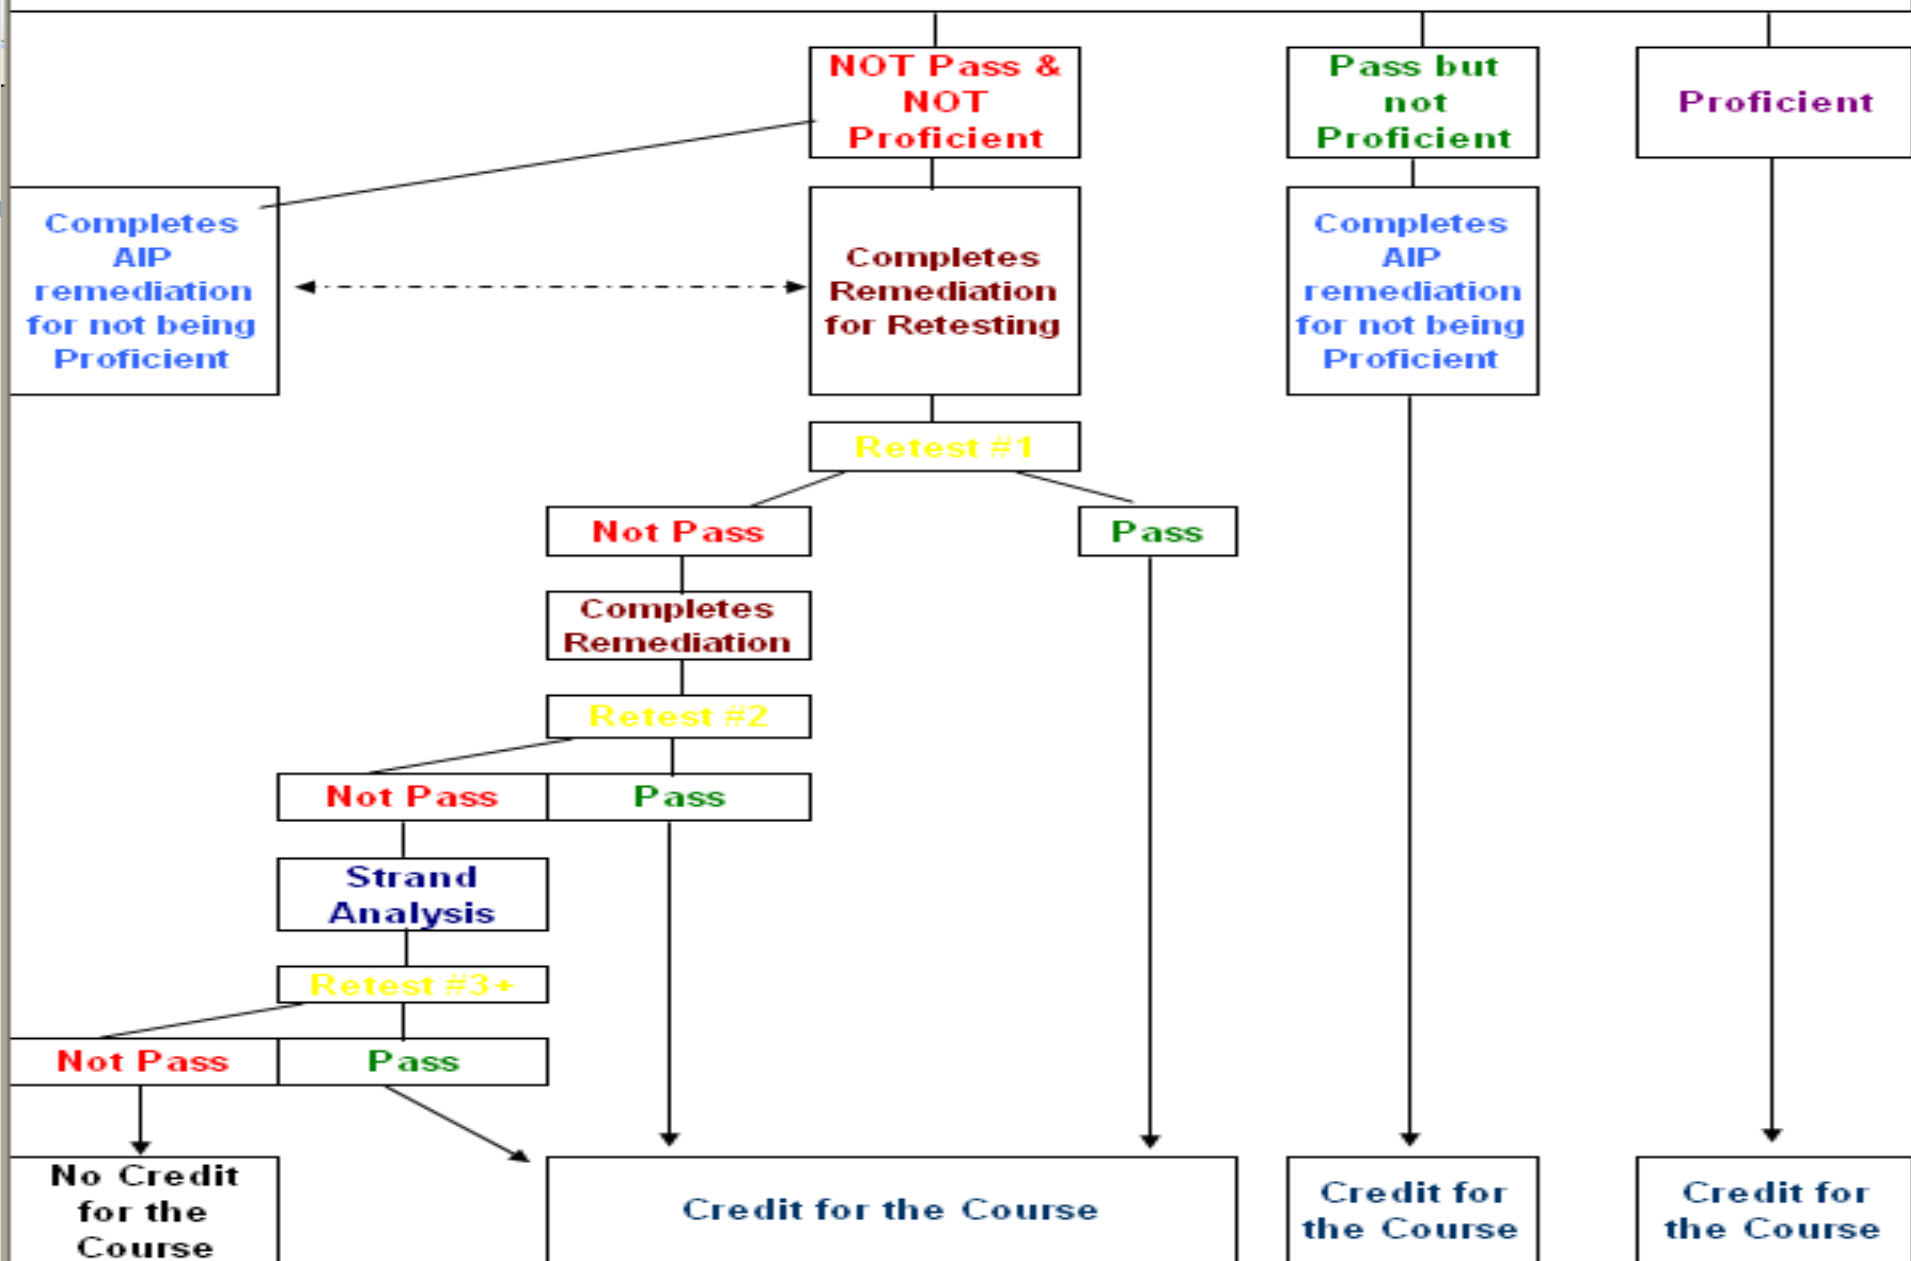 NOT Pass &
NOT
Proficient
Pass but
not
Proficient
Proficient
Completes
AIP
remediation
for not being
Proficient
Completes
Remediation
for Retesting
Completes
AIP
remediation
for not being
Proficient
Retest #1
Not Pass
Pass
Completes
Remediation
Retest #2
Not Pass
Pass
Strand
Analysis
Retest #3+
Not Pass
Pass
No Credit
for the
Course
Credit for the Course
Credit for
the Course
Credit for
the Course